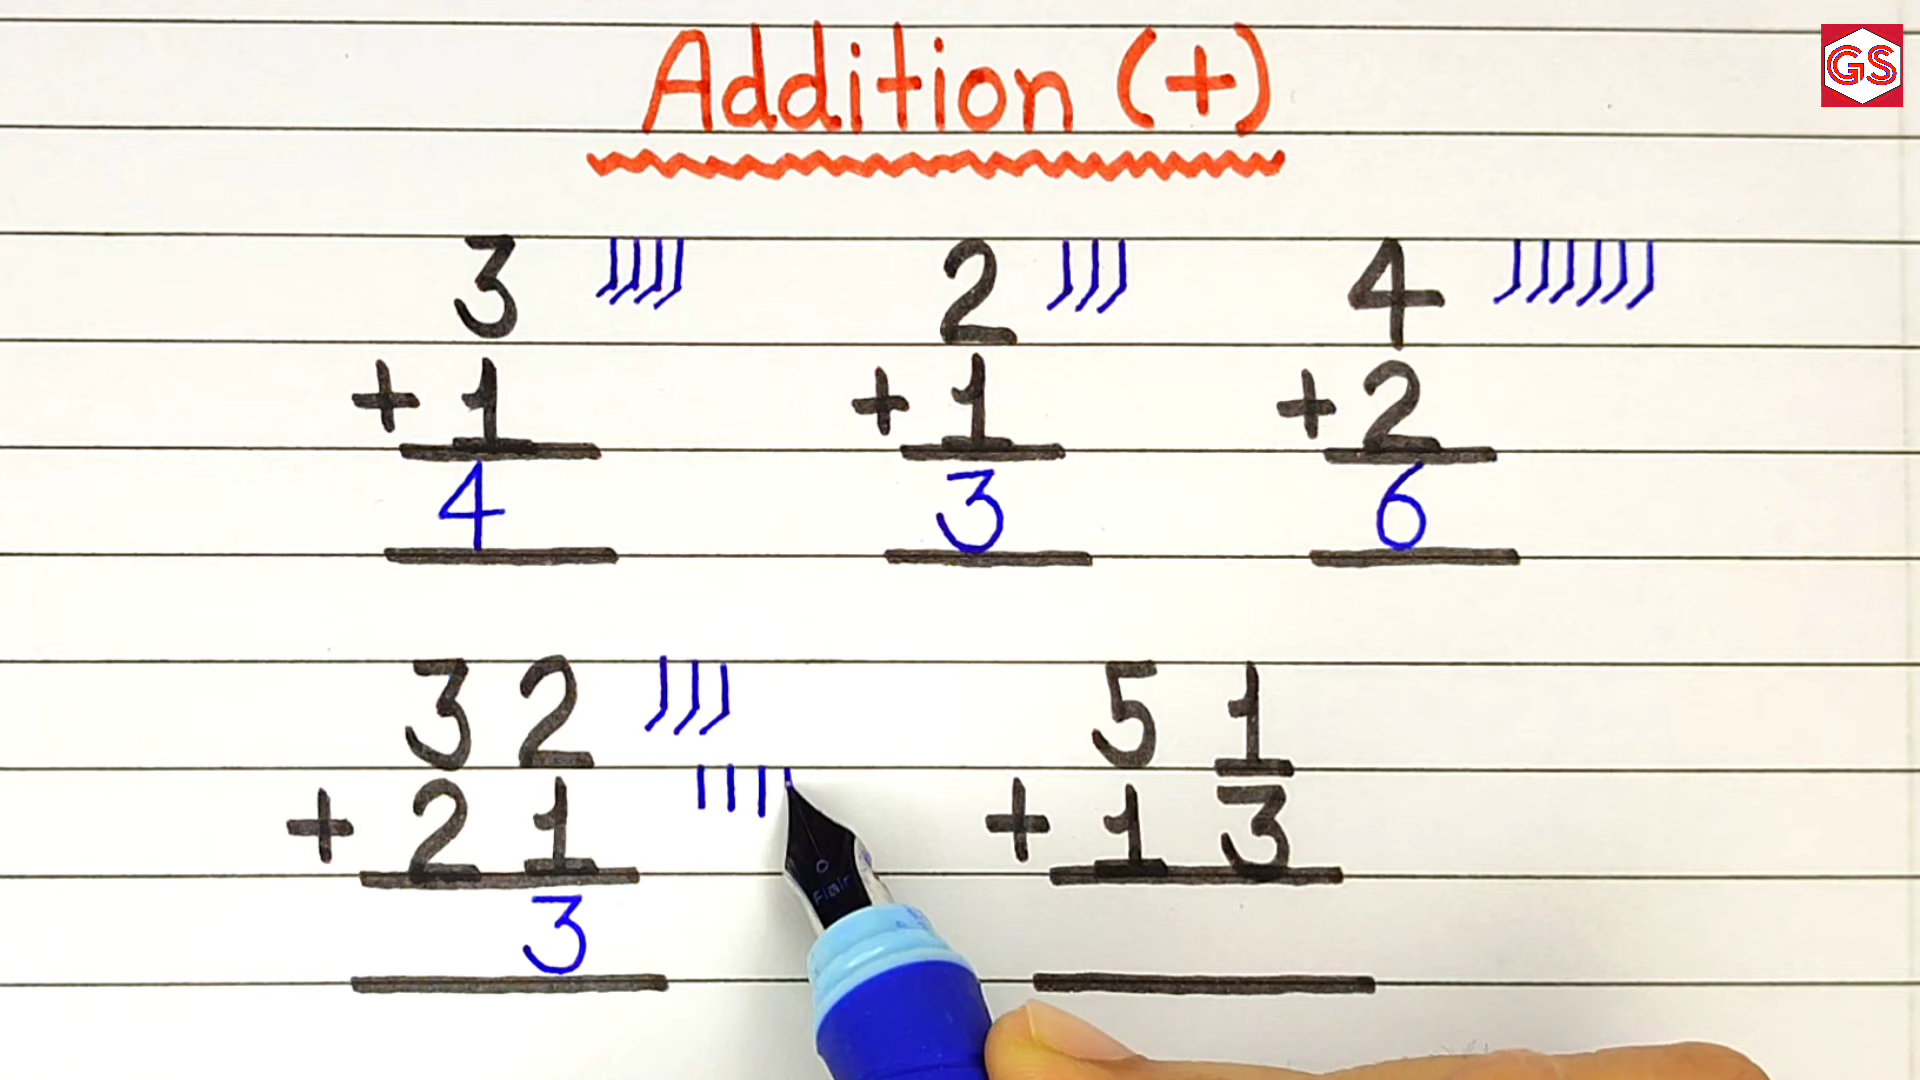 Addition (+)
GS
3 2 4
+ 1 + 1 + 2
4 3 6
32 51
+ 21 + 13
3
Flair